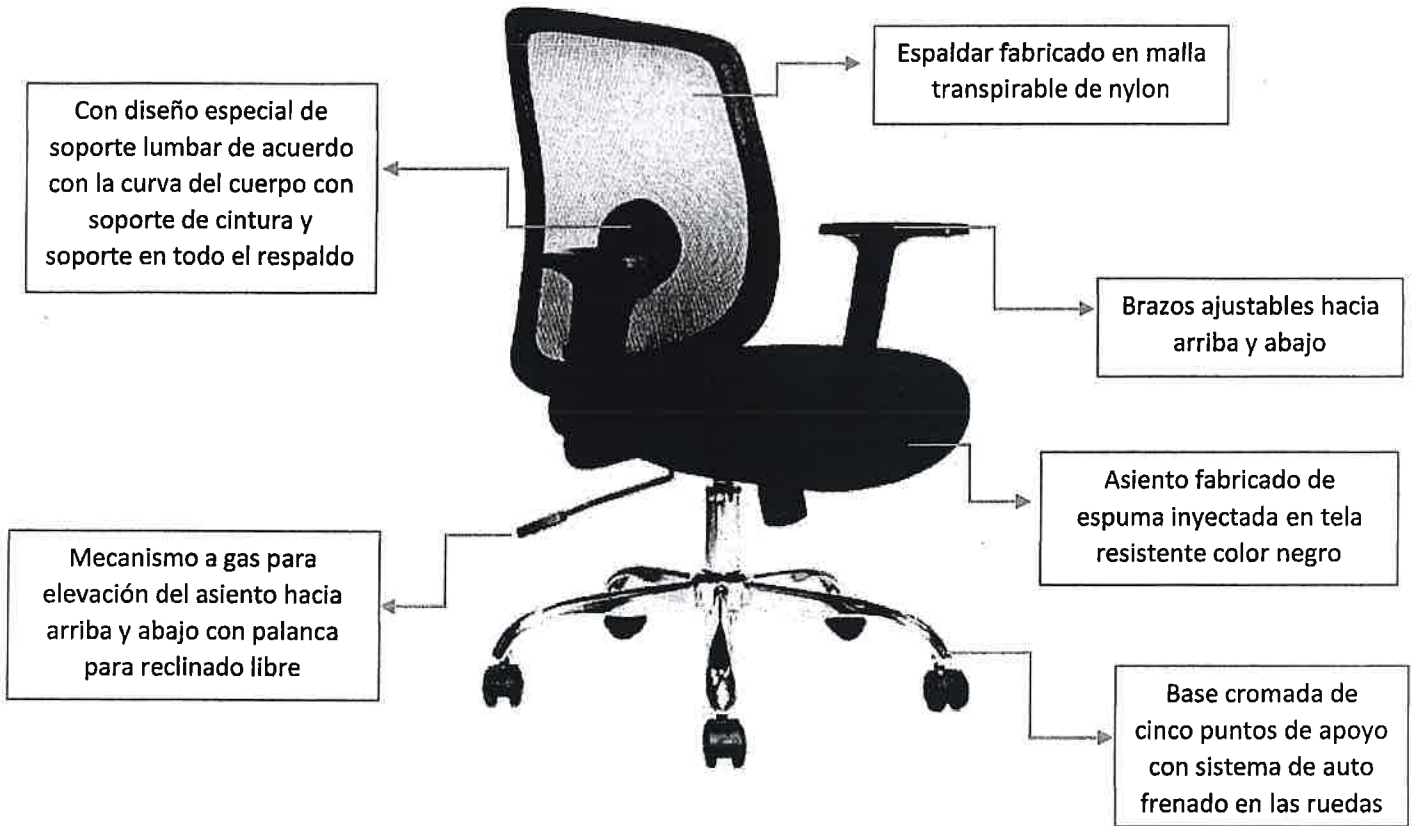 Espaldar fabricado en malla
transpirable de nylon
Con diseño especial de
soporte lumbar de acuerdo
con la curva del cuerpo con
soporte de cintura y
soporte en todo el respaldo
Brazos ajustables hacia
arriba y abajo
Asiento fabricado de
espuma inyectada en tela
resistente color negro
Mecanismo a gas para
elevación del asiento hacia
arriba y abajo con palanca
para reclinado libre
Base cromada de
cinco puntos de apoyo
con sistema de auto
frenado en las ruedas